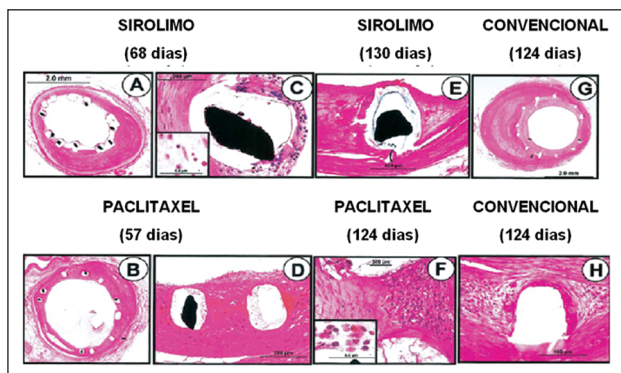 SIROLIMO
(68 dias)
SIROLIMO
(130 dias)
CONVENCIONAL
(124 dias)
2.0 mm
A
C
E
G
2.0 mm
PACLITAXEL
(57 dias)
PACLITAXEL
(124 dias)
CONVENCIONAL
(124 dias)
B
D
F
H